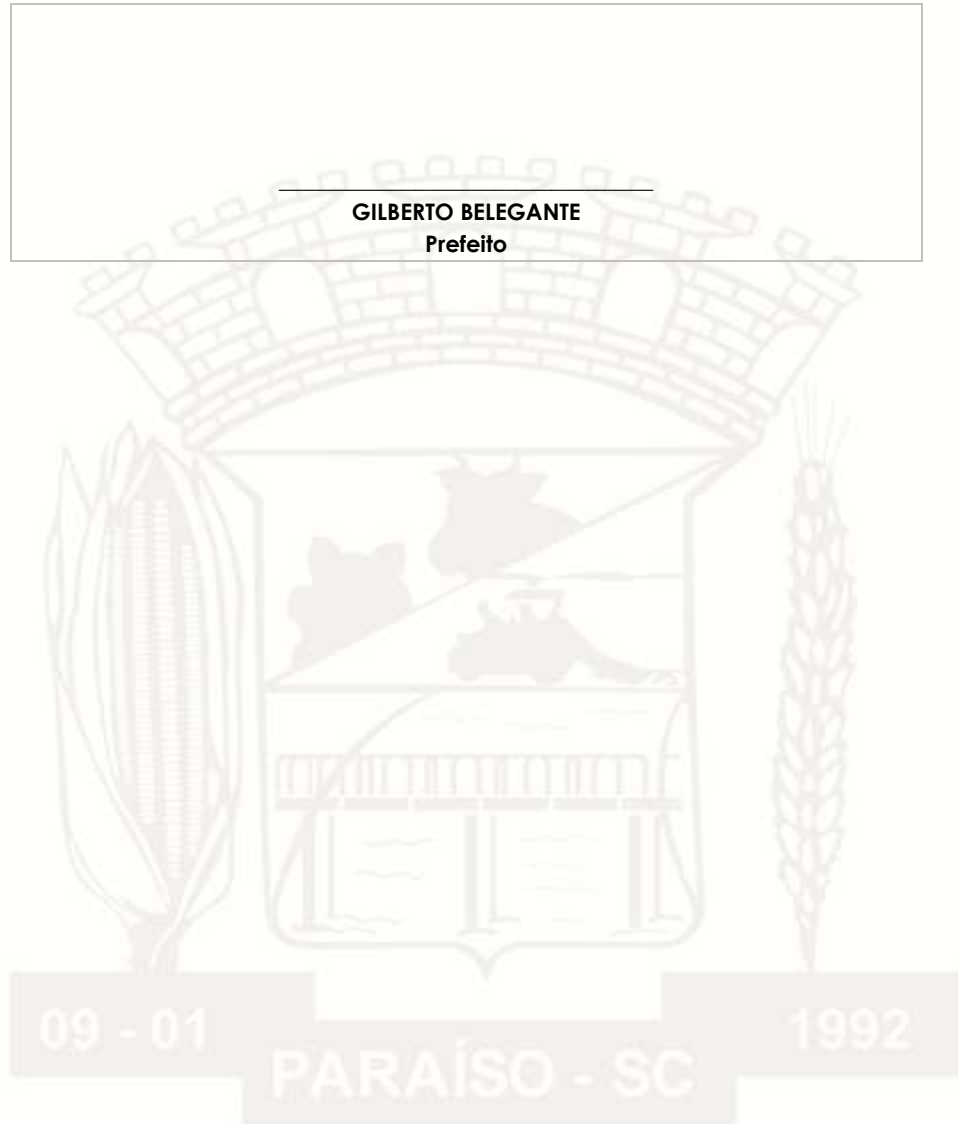 GILBERTO BELEGANTE
Prefeito
09 - 01
1992
PARAÍSO - SC